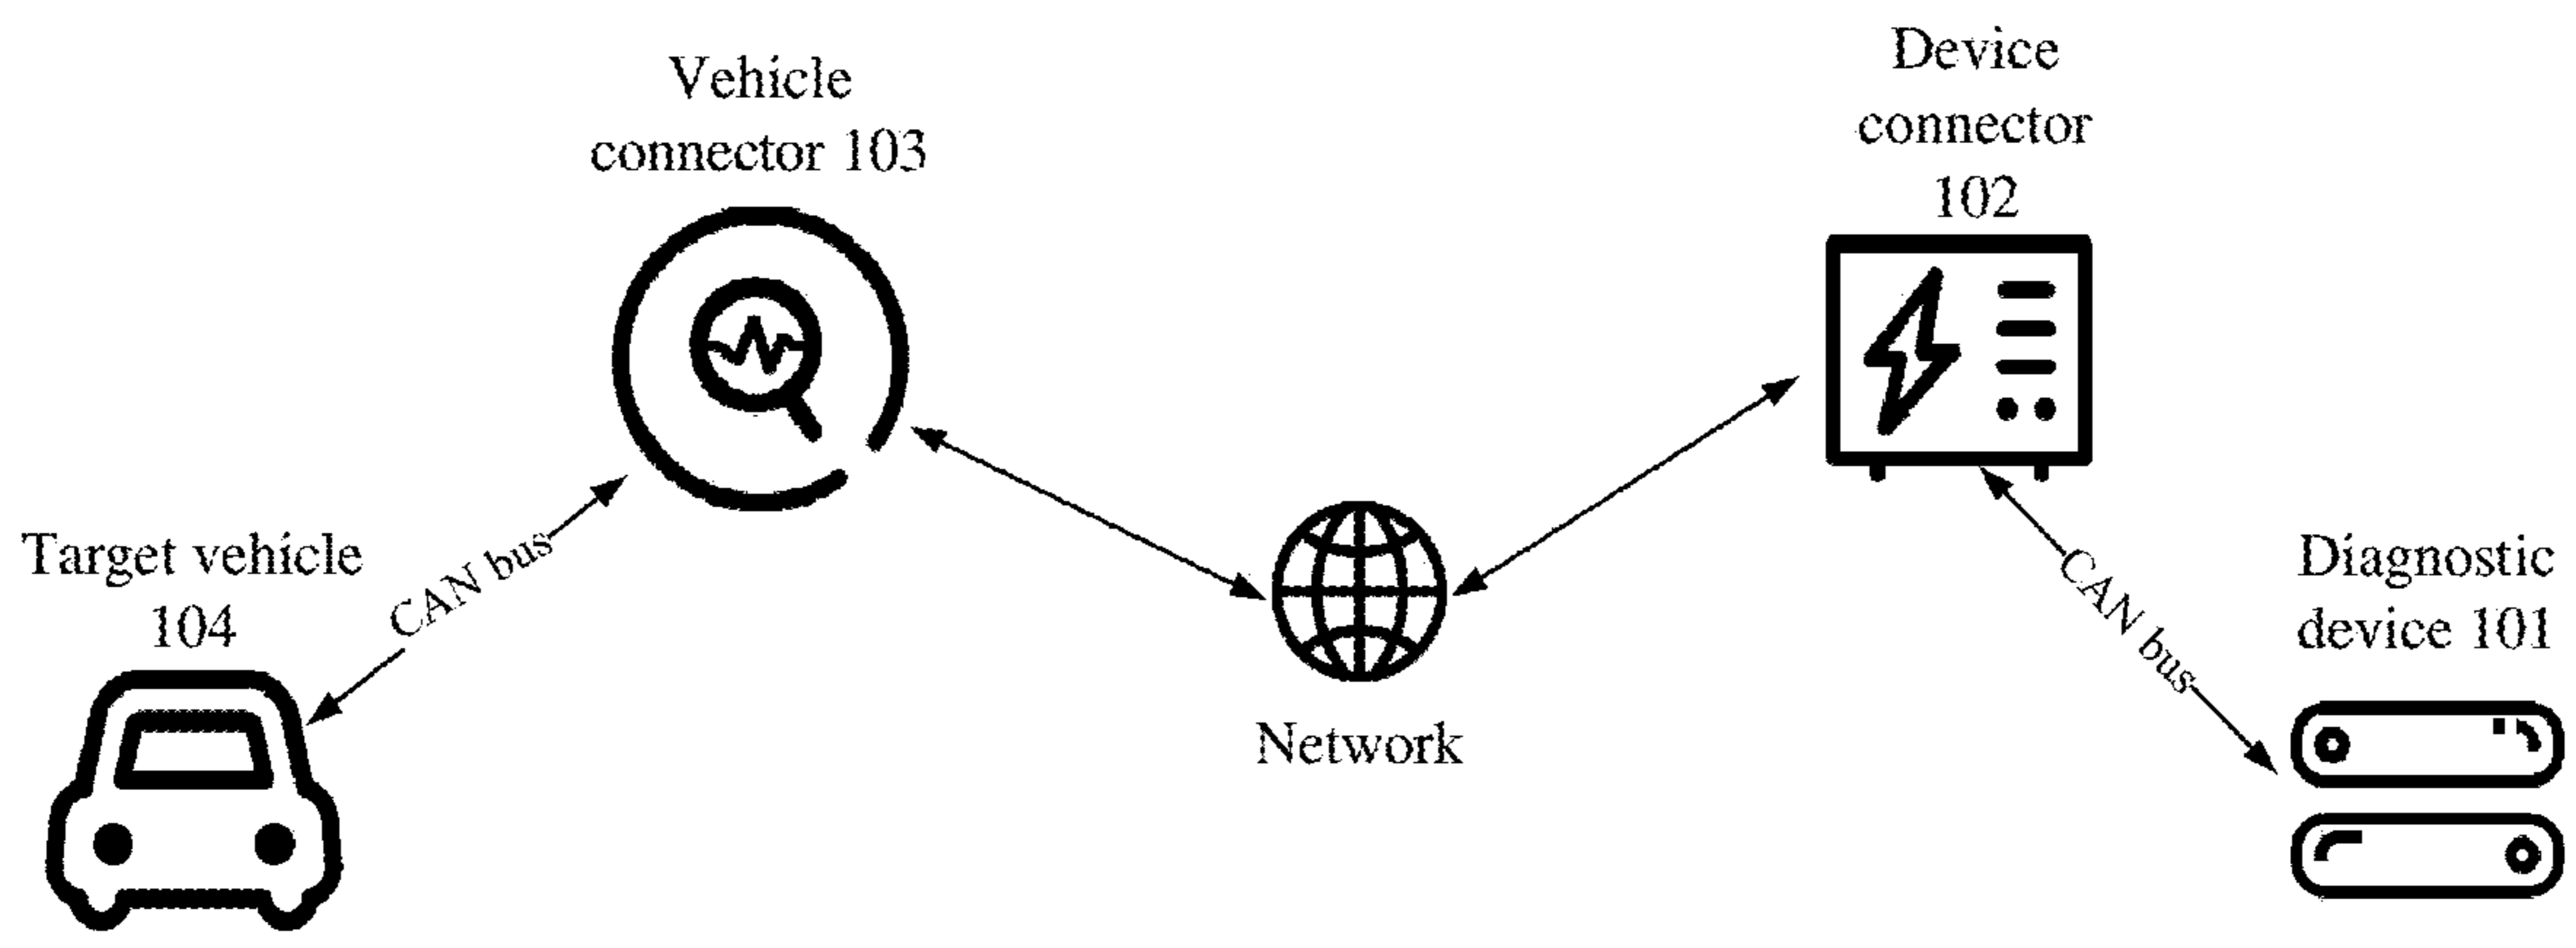 Vehicle
connector 103
Device
connector
102
Target vehicle
104
CAN bus
Network
CAN bus
Diagnostic
device 101